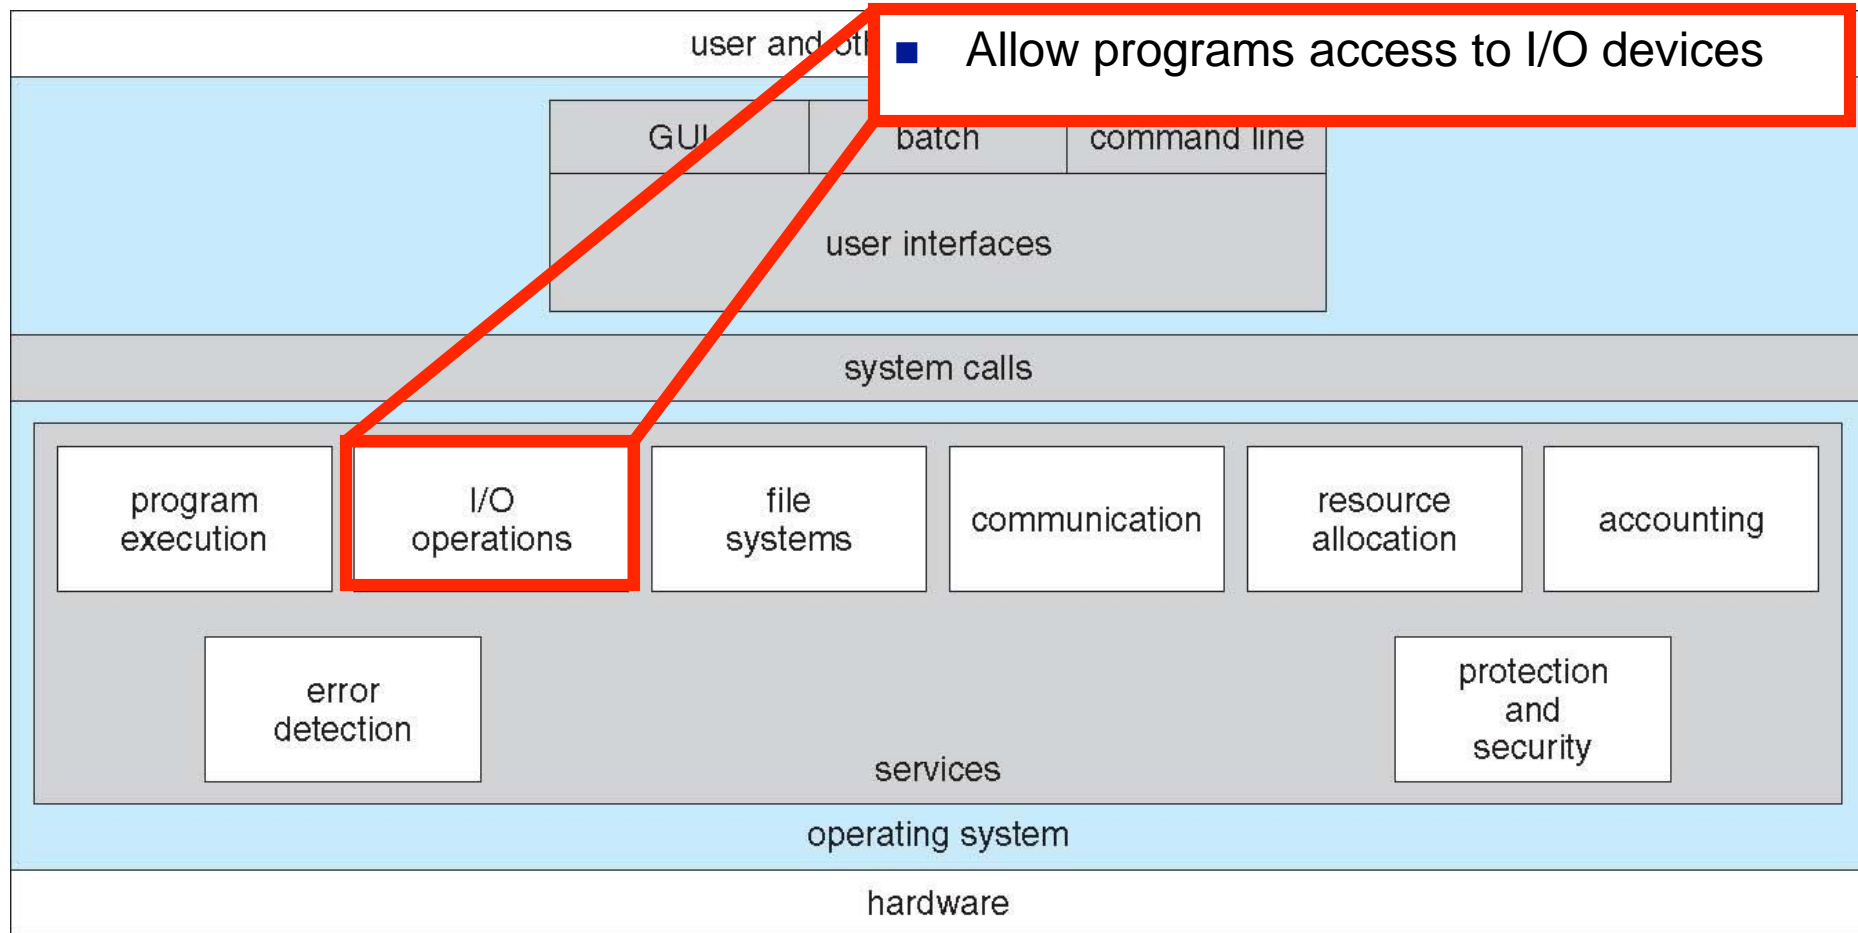 user and
■ Allow programs access to I/O devices
GUI batch command line
user interfaces
system calls
program
execution
I/O
operations
file
systems
communication
resource
allocation
accounting
error
detection
protection
and
security
services
operating system
hardware